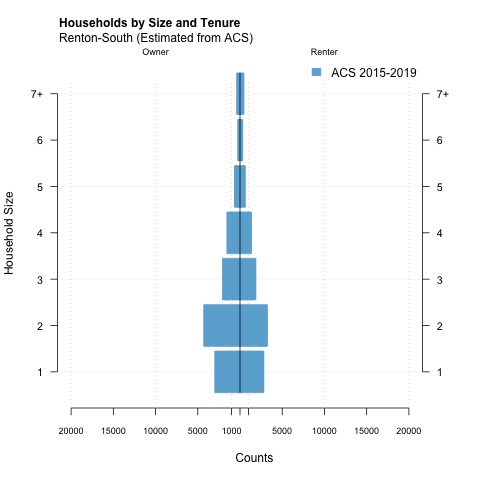 Households by Size and Tenure
Renton-South (Estimated from ACS)
Owner Renter
ACS 2015-2019
7+ 7+
6 6
5 5
4 4
3 3
2 2
1 1
Household Size
20000 15000 10000 5000 1000 5000 10000 15000 20000
Counts